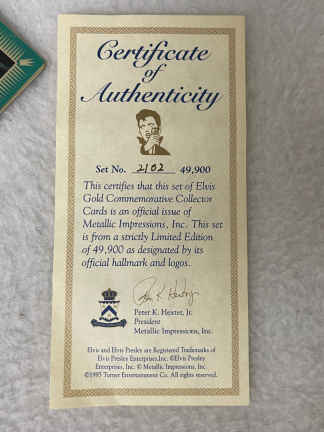 Certificate
of
Authenticity
Set No. 2102 49,900
This certifies that this set of Elvis
Gold Commemorative Collector
Cards is an official issue of
Metallic Impressions, Inc. This set
is from a strictly Limited Edition
of 49,900 as designated by its
official hallmark and logos.
Peter K. Hexter, Jr.
President
Metallic Impressions, Inc.
Elvis and Elvis Presley are Registered Trademarks of
Elvis Presley Enterprises,Inc. ©Elvis Presley
Enterprises, Inc. © Metallic Impressions, Inc.
©1995 Turner Entertainment Co. All rights reserved.